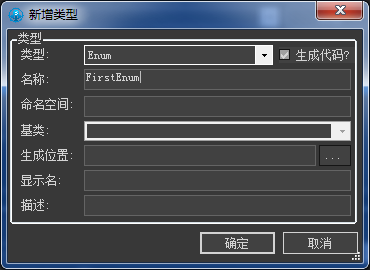 新增类型
类型
类型: Enum 生成代码?
名称: FirstEnum
命名空间:
基类:
生成位置: ...
显示名:
描述:
确定 取消